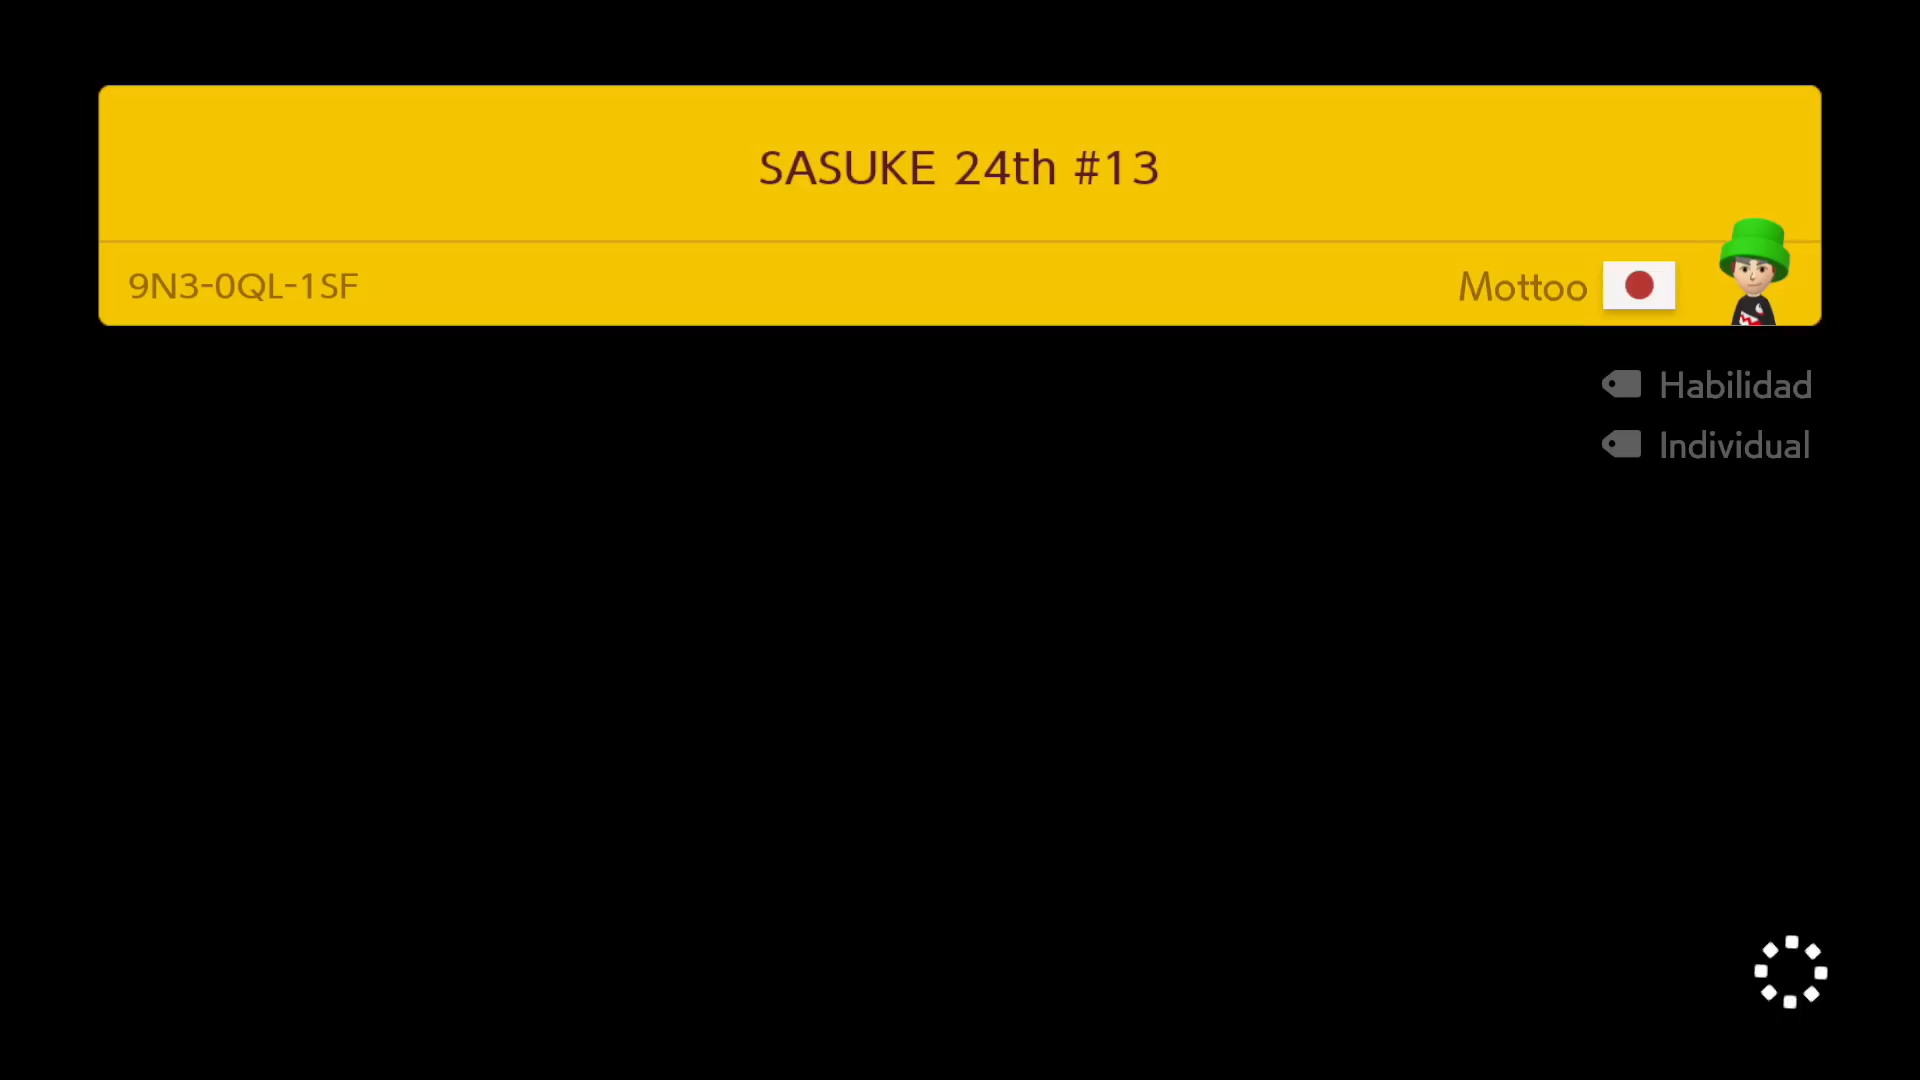 SASUKE 24th #13
9N3-0QL-1SF
Mottoo
Habilidad
Individual